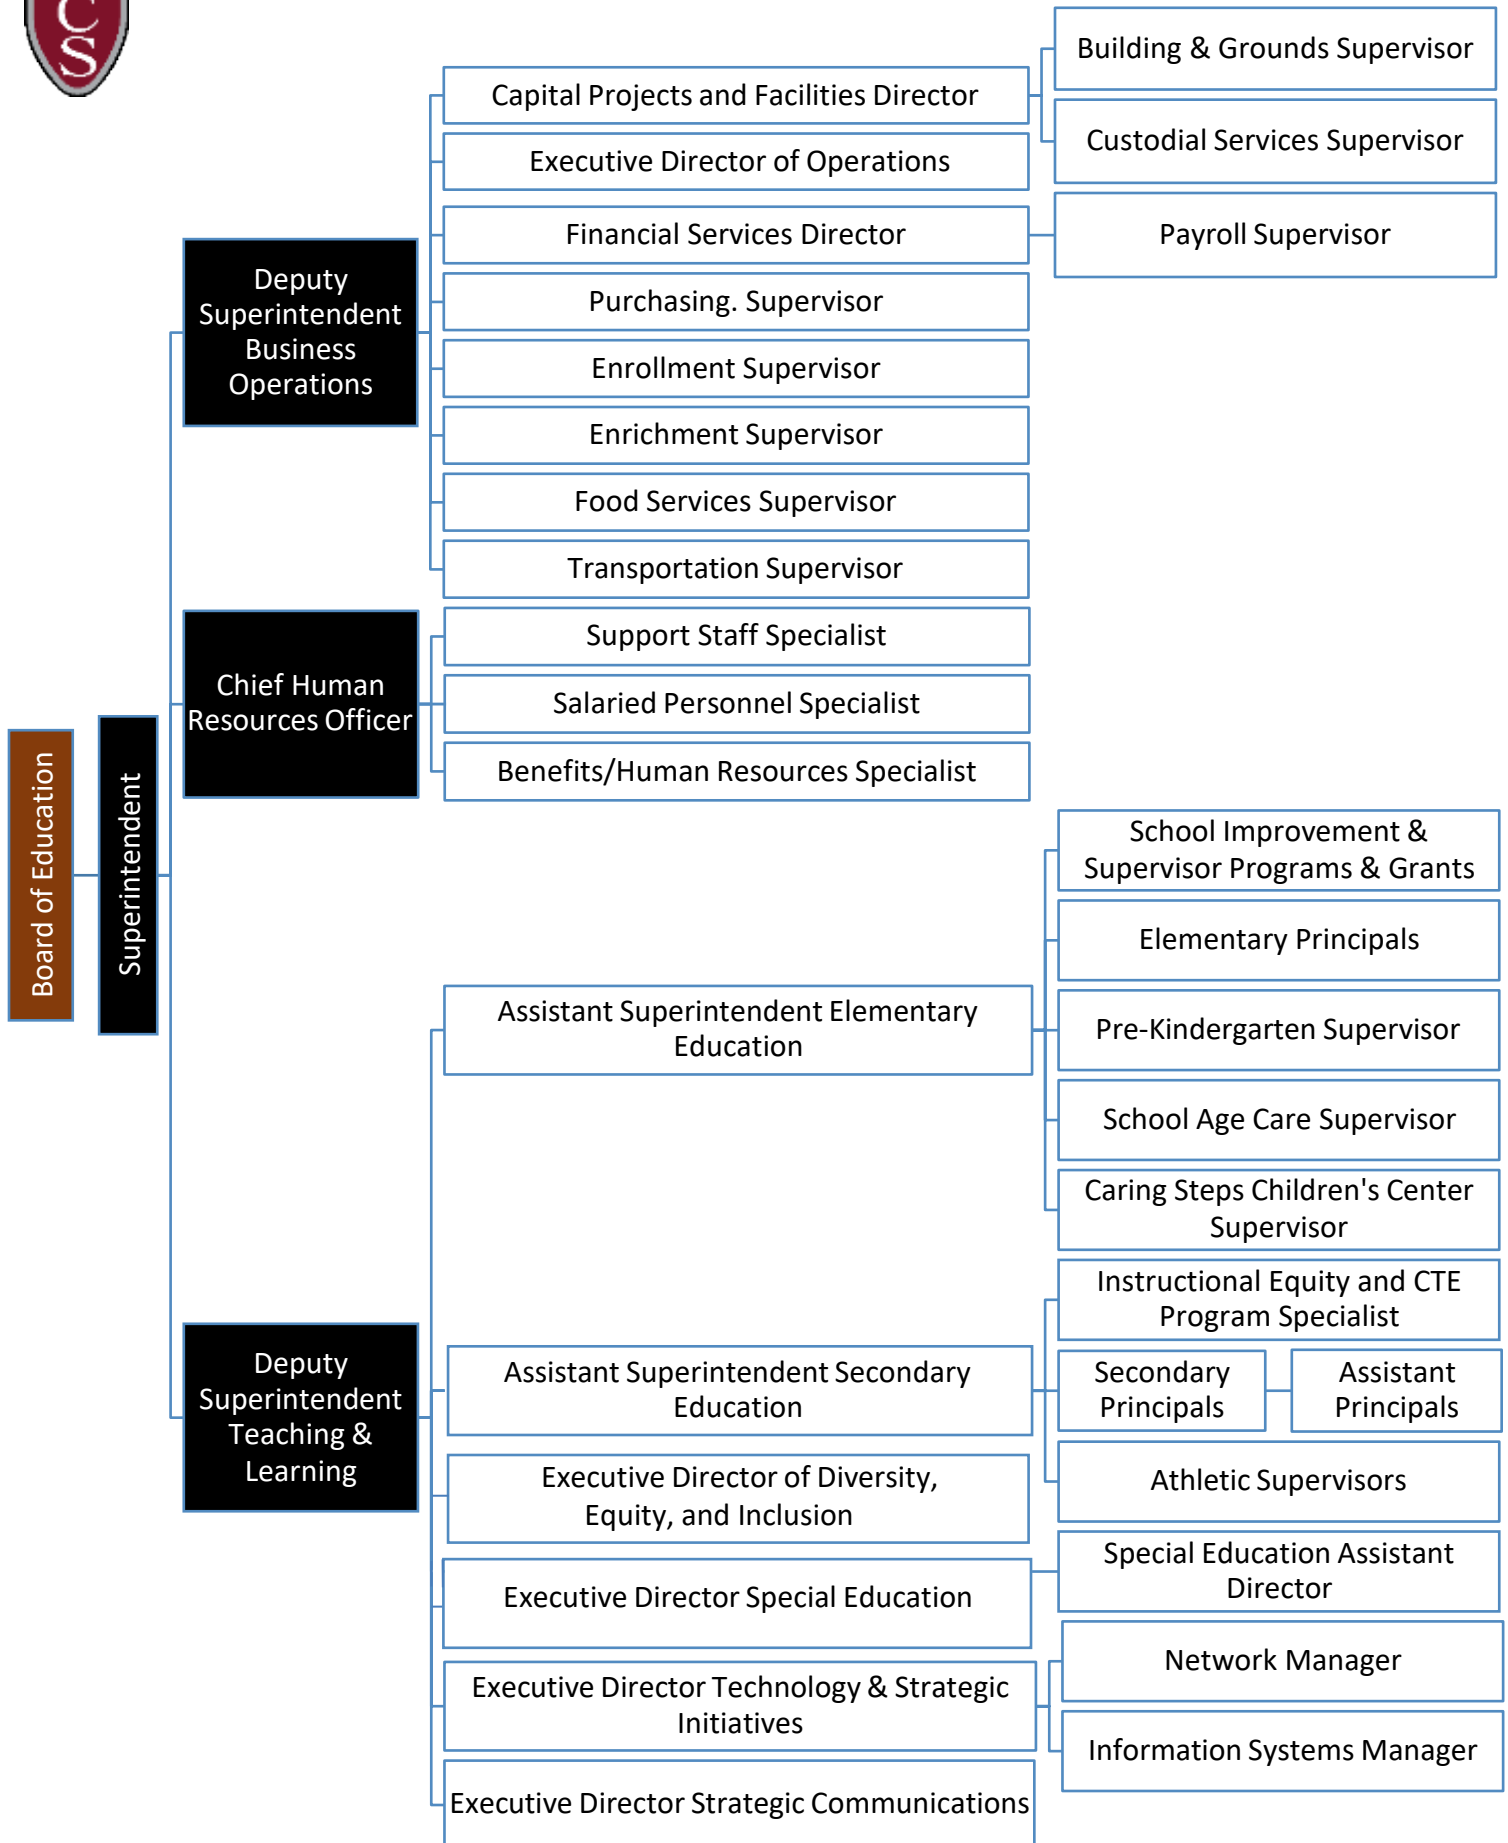 C
S
Building & Grounds Supervisor
Capital Projects and Facilities Director
Custodial Services Supervisor
Executive Director of Operations
Financial Services Director
Payroll Supervisor
Deputy
Superintendent
Business
Operations
Purchasing. Supervisor
Enrollment Supervisor
Enrichment Supervisor
Food Services Supervisor
Transportation Supervisor
Chief Human
Resources Officer
Support Staff Specialist
Salaried Personnel Specialist
Benefits/Human Resources Specialist
Board of Education
Superintendent
School Improvement &
Supervisor Programs & Grants
Elementary Principals
Assistant Superintendent Elementary
Education
Pre-Kindergarten Supervisor
School Age Care Supervisor
Caring Steps Children's Center
Supervisor
Instructional Equity and CTE
Program Specialist
Deputy
Superintendent
Teaching &
Learning
Assistant Superintendent Secondary
Education
Secondary
Principals
Assistant
Principals
Athletic Supervisors
Executive Director of Diversity,
Equity, and Inclusion
Executive Director Special Education
Special Education Assistant
Director
Executive Director Technology & Strategic
Initiatives
Network Manager
Information Systems Manager
Executive Director Strategic Communications